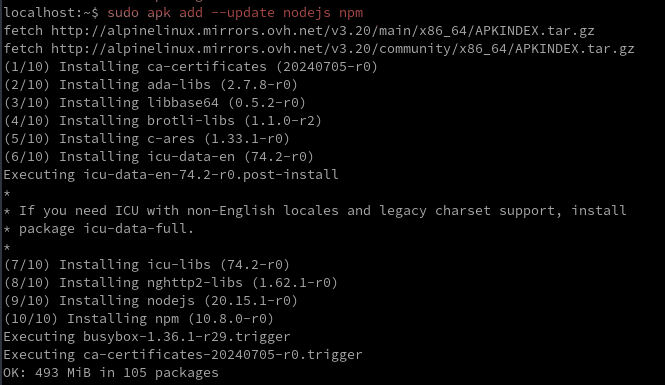 localhost:~$ sudo apk add --update nodejs npm
fetch http://alpinelinux.mirrors.ovh.net/v3.20/main/x86_64/APKINDEX.tar.gz
fetch http://alpinelinux.mirrors.ovh.net/v3.20/community/x86_64/APKINDEX.tar.gz
(1/10) Installing ca-certificates (20240705-r0)
(2/10) Installing ada-libs (2.7.8-r0)
(3/10) Installing libbase64 (0.5.2-r0)
(4/10) Installing brotli-libs (1.1.0-r2)
(5/10) Installing c-ares (1.33.1-r0)
(6/10) Installing icu-data-en (74.2-r0)
Executing icu-data-en-74.2-r0.post-install
*
* If you need ICU with non-English locales and legacy charset support, install
* package icu-data-full.
*
(7/10) Installing icu-libs (74.2-r0)
(8/10) Installing nghttp2-libs (1.62.1-r0)
(9/10) Installing nodejs (20.15.1-r0)
(10/10) Installing npm (10.8.0-r0)
Executing busybox-1.36.1-r29.trigger
Executing ca-certificates-20240705-r0.trigger
OK: 493 MiB in 105 packages